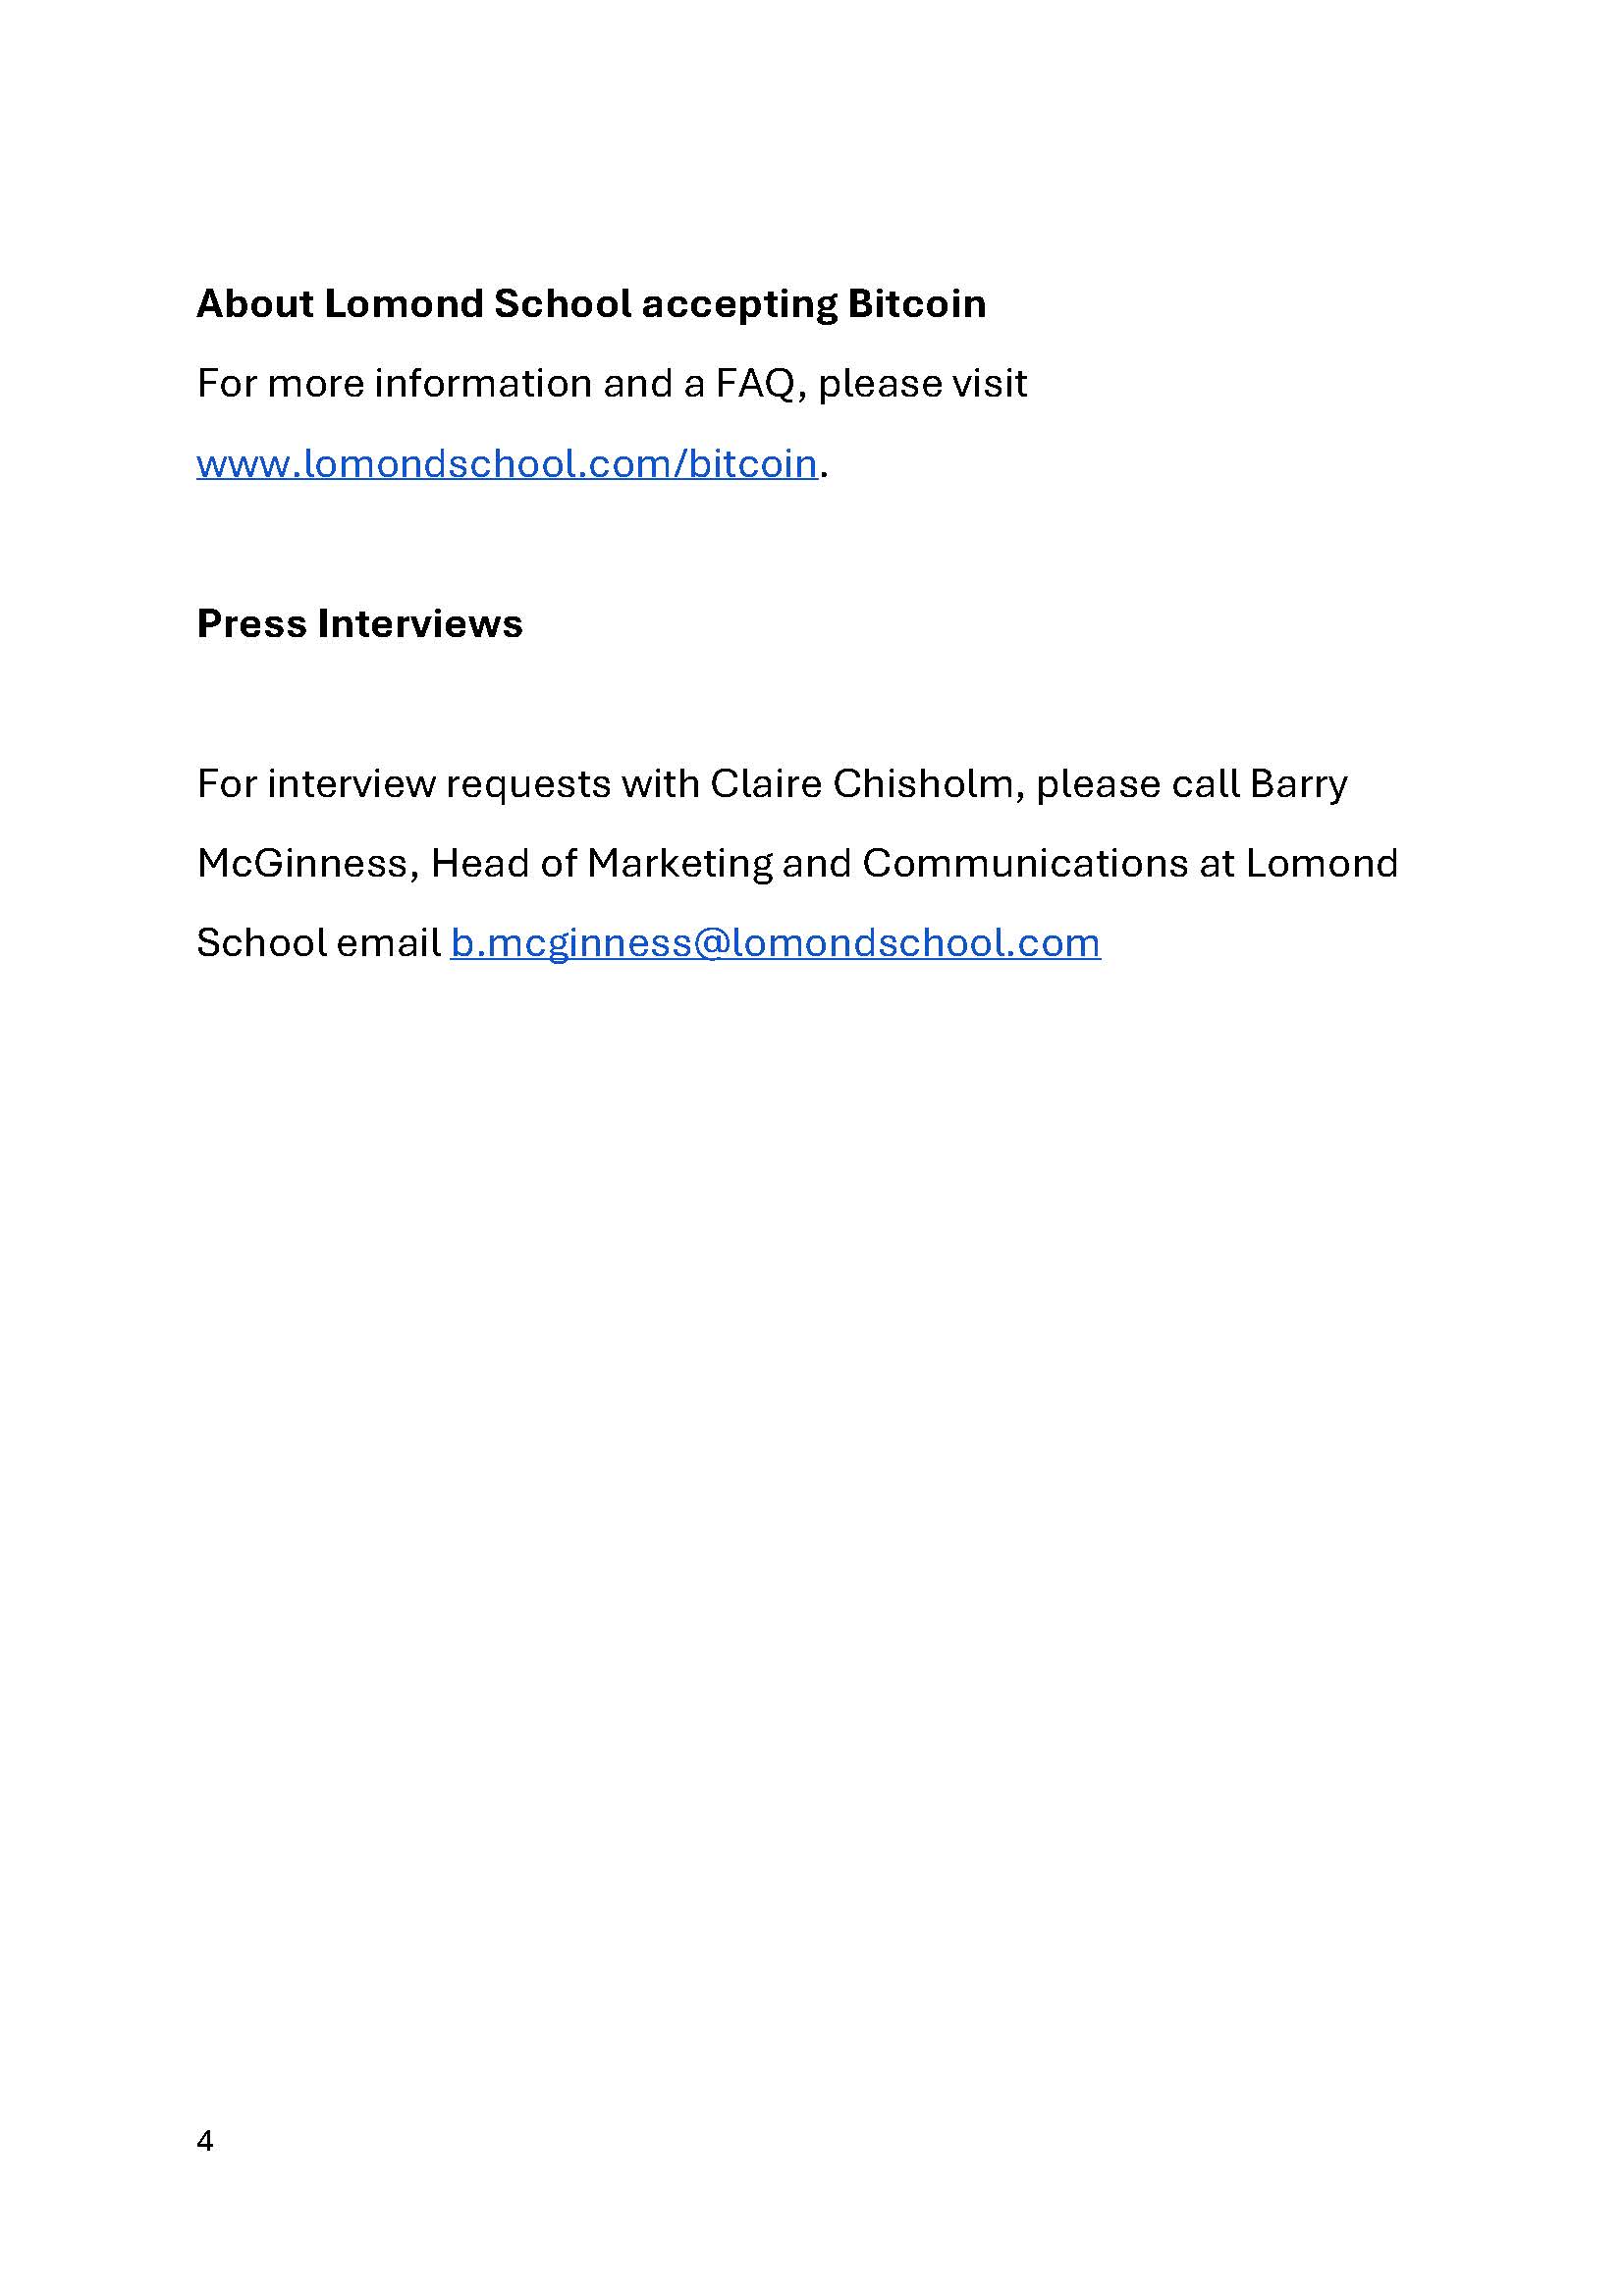 About Lomond School accepting Bitcoin
For more information and a FAQ, please visit
www.lomondschool.com/bitcoin.
Press Interviews
For interview requests with Claire Chisholm, please call Barry
McGinness, Head of Marketing and Communications at Lomond
School email b.mcginness@lomondschool.com
4